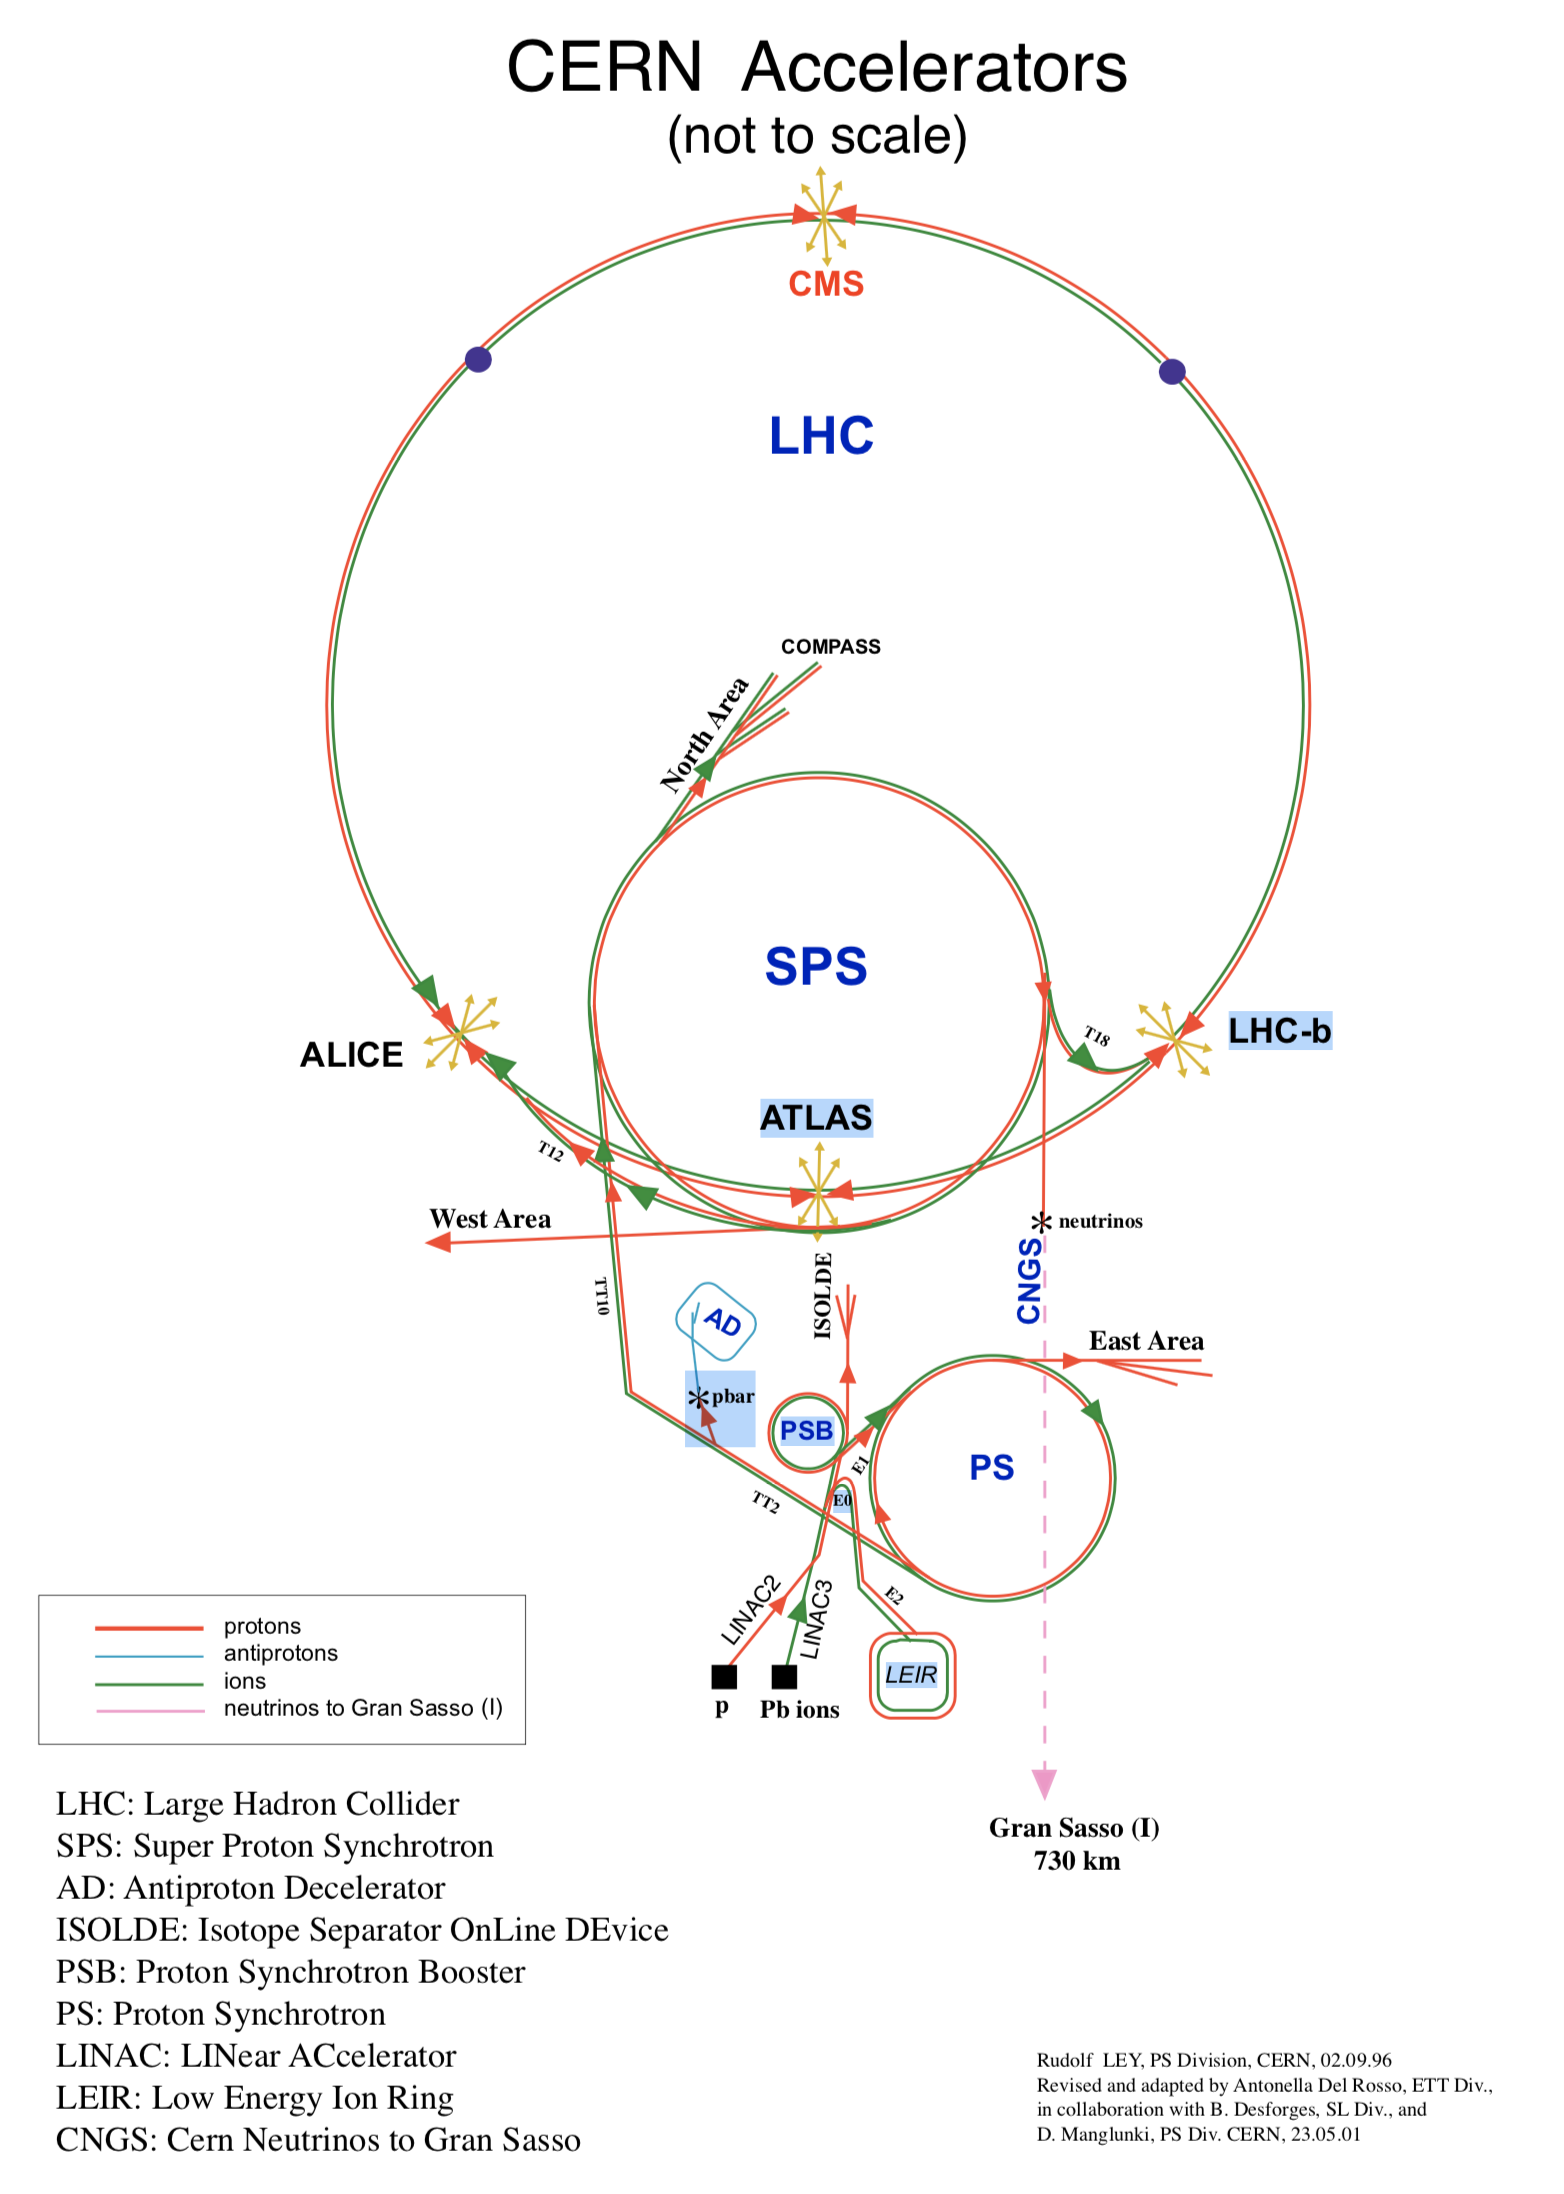 CERN Accelerators
(not to scale)
CMS
LHC
COMPASS
North Area
SPS
T18
LHC-b
ALICE
ATLAS
T12
West Area
neutrinos
ISOLDE
CNGS
TT10
AD
East Area
pbar
PSB
PS
E1
TT2
E0
LINAC2
LINAC3
E2
LEIR
p
Pb ions
protons
antiprotons
ions
neutrinos to Gran Sasso (I)
Gran Sasso (I)
730 km
LHC: Large Hadron Collider
SPS: Super Proton Synchrotron
AD: Antiproton Decelerator
ISOLDE: Isotope Separator OnLine DEvice
PSB: Proton Synchrotron Booster
PS: Proton Synchrotron
LINAC: LINear ACcelerator
LEIR: Low Energy Ion Ring
CNGS: Cern Neutrinos to Gran Sasso
Rudolf LEY, PS Division, CERN, 02.09.96
Revised and adapted by Antonella Del Rosso, ETT Div.,
in collaboration with B. Desforges, SL Div., and
D. Manglunki, PS Div. CERN, 23.05.01